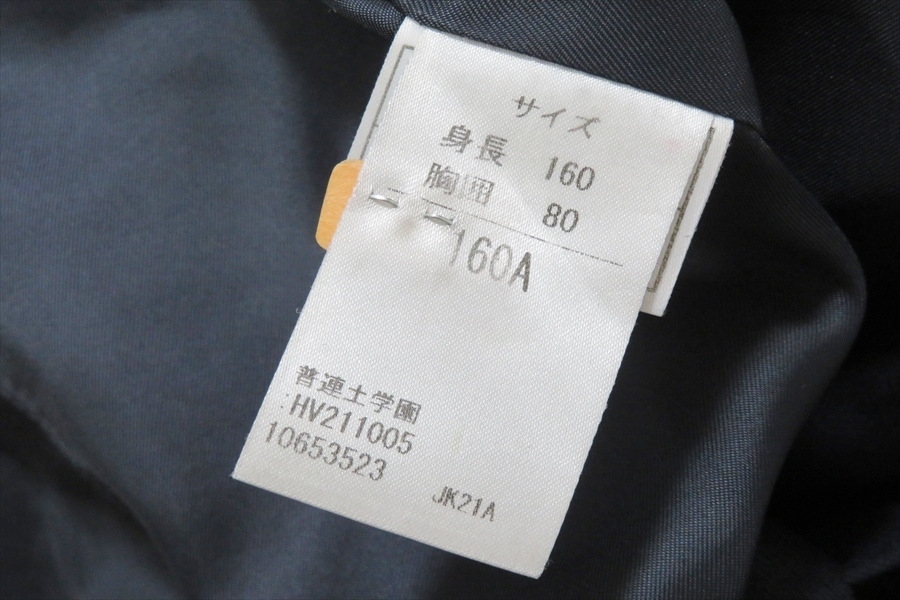 サイズ
身長 160
胸囲 80
160A
普連土学園
HV211005
10653523
JK21A